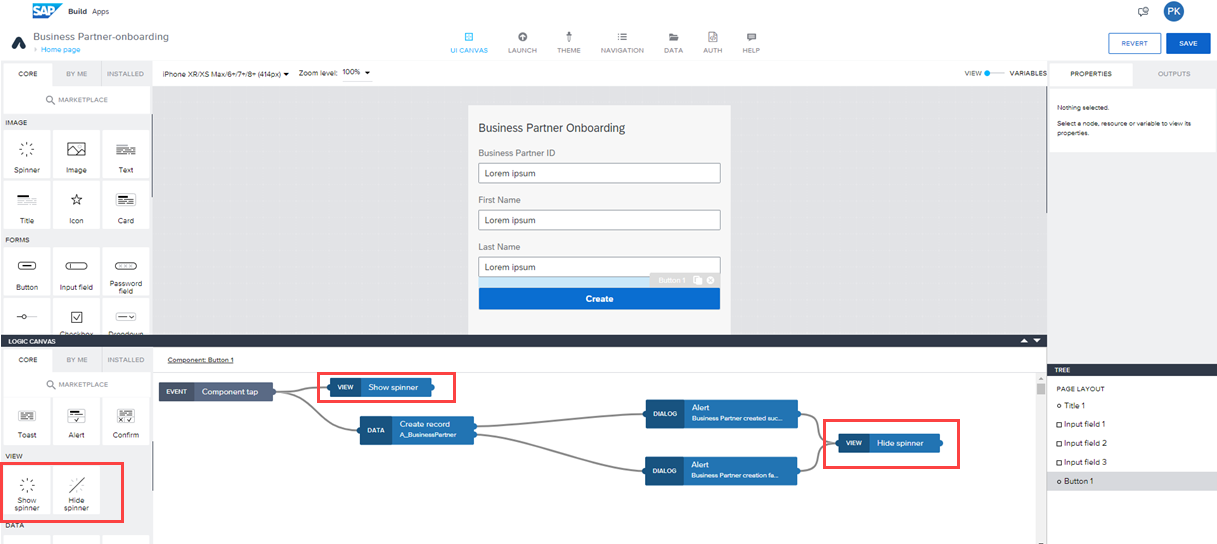 SAP Build Apps
PK
Business Partner-onboarding
Home page
UI CANVAS
LAUNCH
THEME
NAVIGATION
DATA
AUTH
HELP
REVERT
SAVE
CORE
BY ME
INSTALLED
MARKETPLACE
iPhone XR/XS Max/6+/7+/8+ (414px)
Zoom level: 100%
VIEW
VARIABLES
PROPERTIES
OUTPUTS
Nothing selected.
Select a node, resource or variable to view its
properties.
IMAGE
Spinner
Image
Text
Title
Icon
Card
FORMS
Button
Input field
Password
field
Checkbox
Dropdown
Business Partner Onboarding
Business Partner ID
Lorem ipsum
First Name
Lorem ipsum
Last Name
Lorem ipsum
Button 1
Create
LOGIC CANVAS
CORE
BY ME
INSTALLED
MARKETPLACE
Toast
Alert
Confirm
VIEW
Show
spinner
Hide
spinner
DATA
Component: Button 1
EVENT Component tap
VIEW Show spinner
DATA Create record
A_BusinessPartner
DIALOG Alert
Business Partner created suc...
DIALOG Alert
Business Partner creation fa...
VIEW Hide spinner
TREE
PAGE LAYOUT
Title 1
Input field 1
Input field 2
Input field 3
Button 1